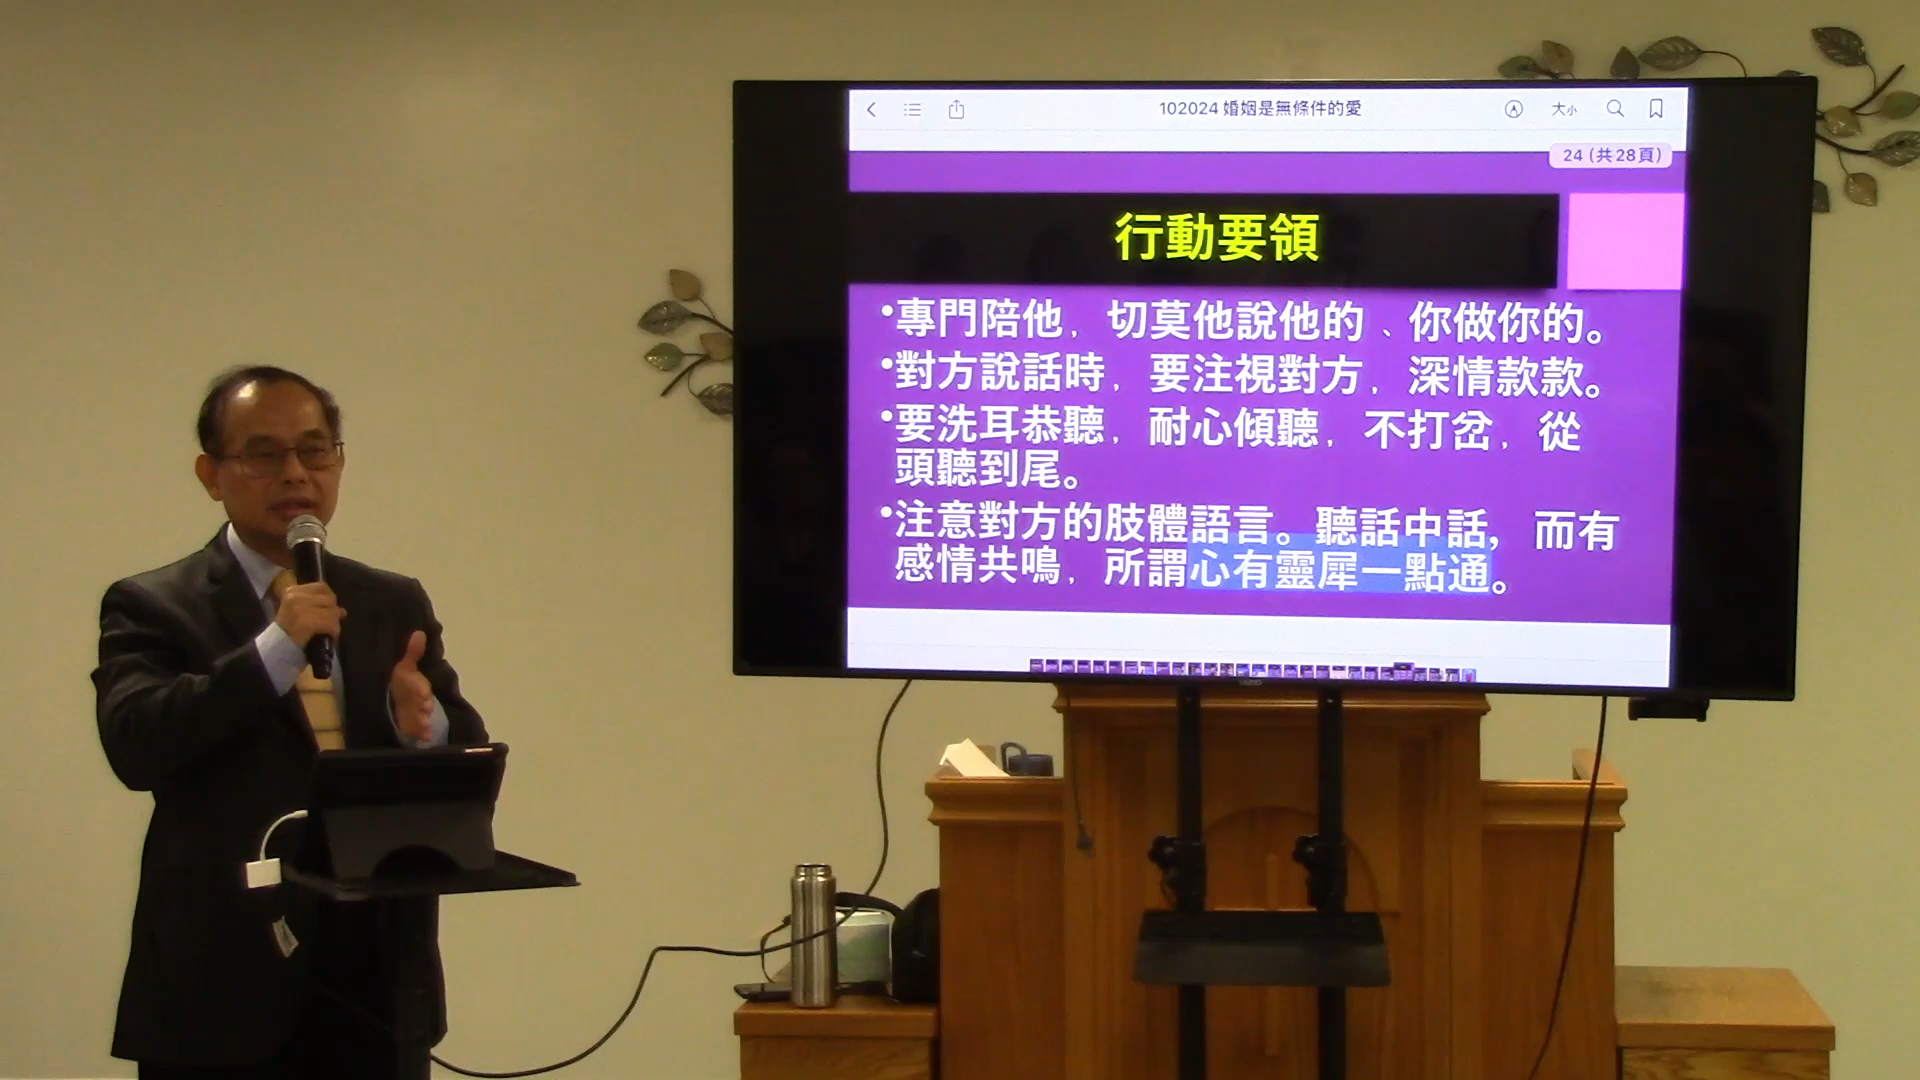 102024 婚姻是無條件的愛
大小
24 (共28頁)
行動要領
•專門陪他，切莫他說他的、你做你的。
•對方說話時，要注視對方，深情款款。
•要洗耳恭聽，耐心傾聽，不打岔，從
頭聽到尾。
•注意對方的肢體語言。聽話中話，而有
感情共鳴，所謂心有靈犀一點通。